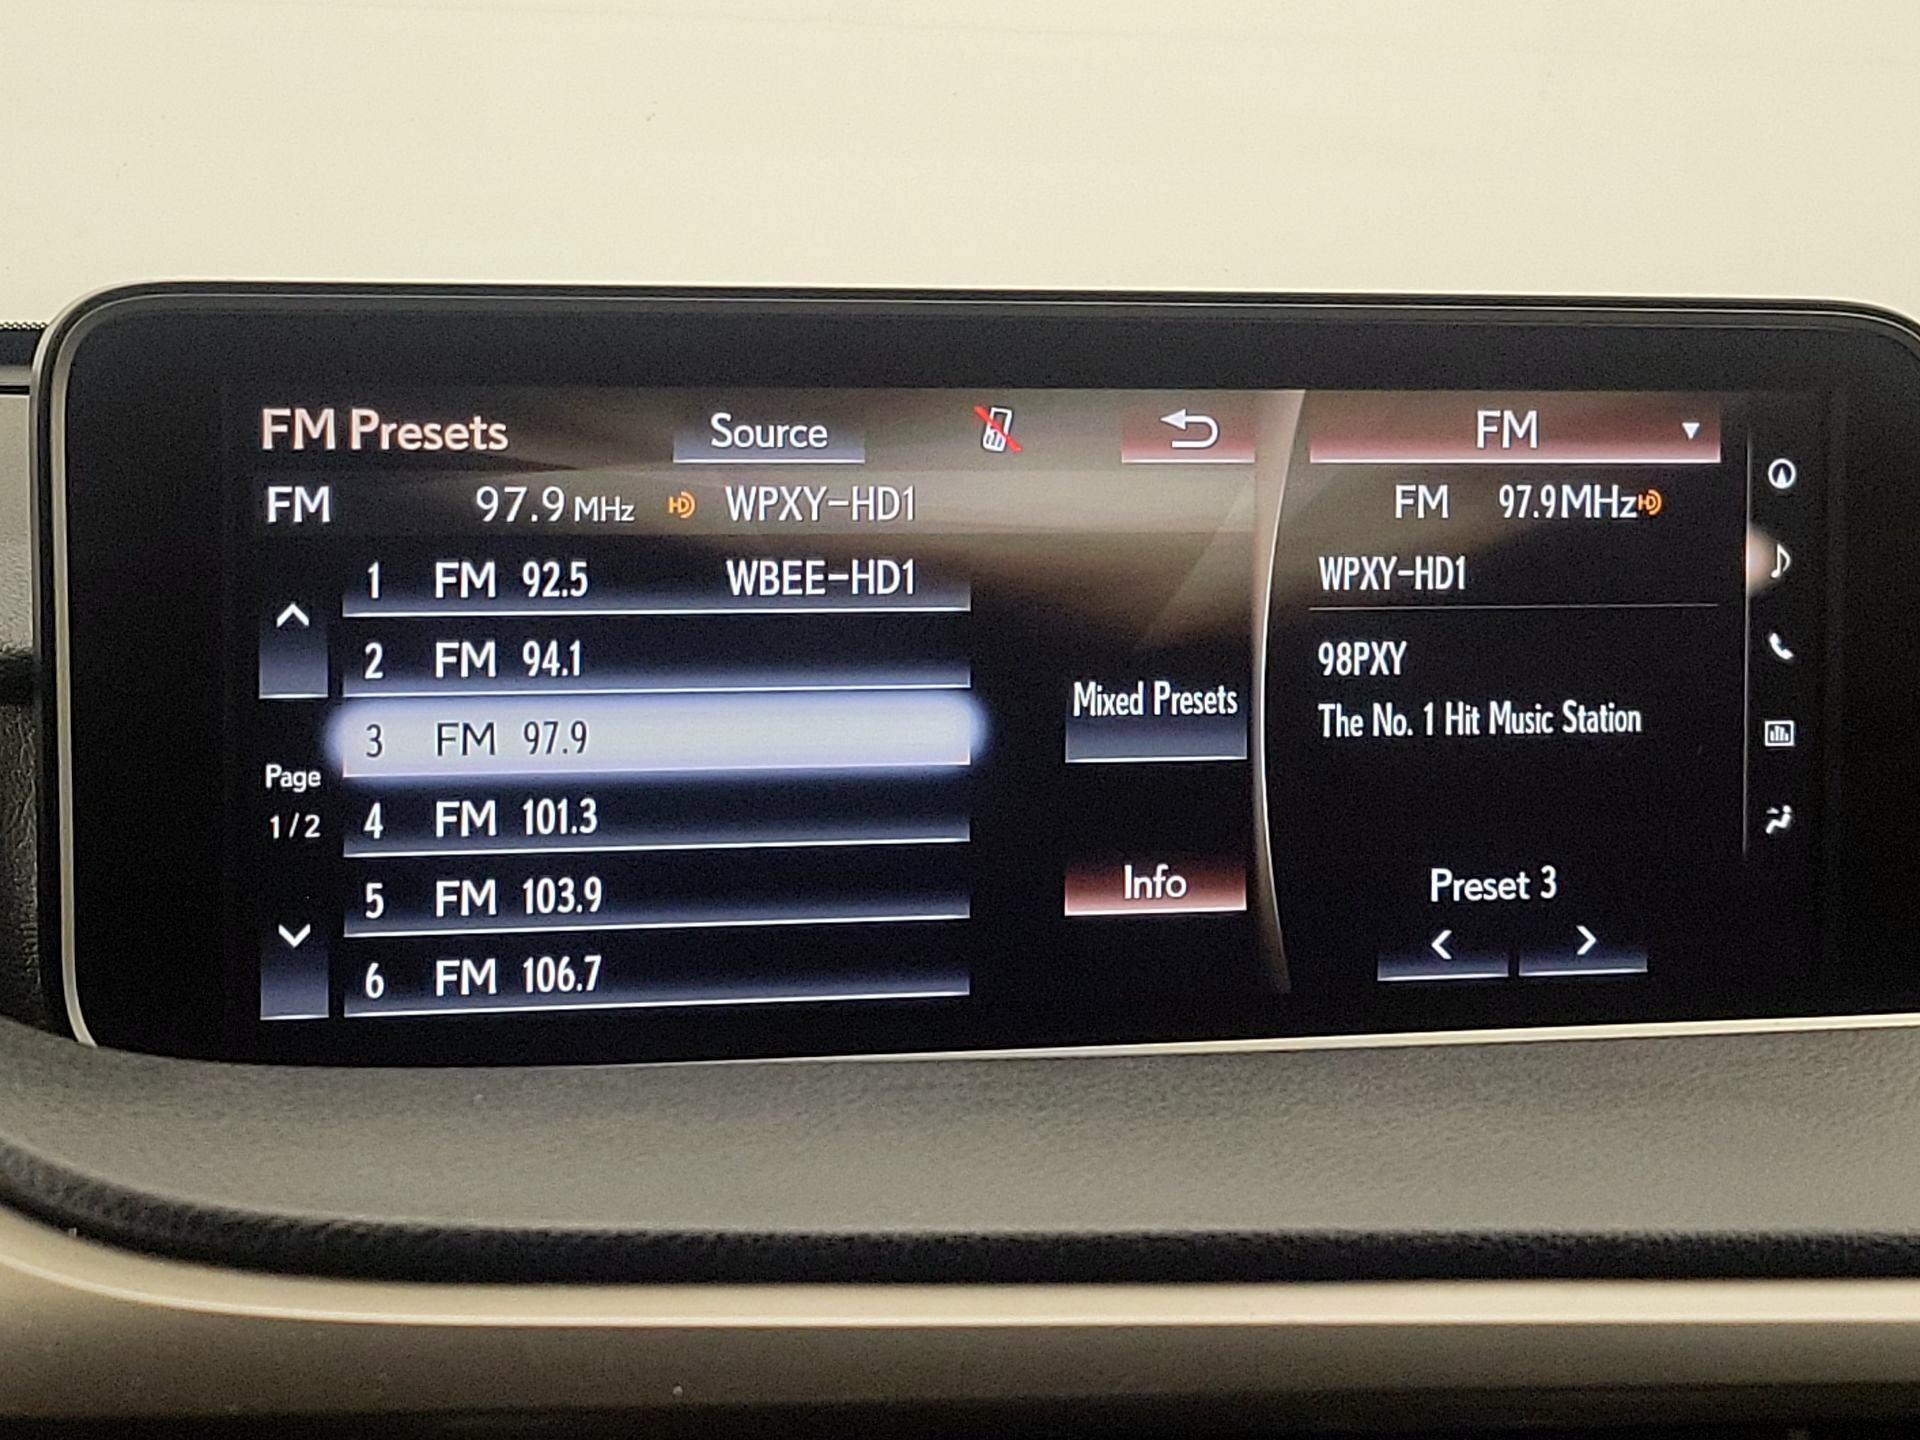 FM Presets
Source
FM 97.9 MHz HD WPXY-HD1
1 FM 92.5 WBEE-HD1
2 FM 94.1
3 FM 97.9
4 FM 101.3
5 FM 103.9
6 FM 106.7
Page
1/2
Mixed Presets
Info
FM
FM 97.9MHz HD
WPXY-HD1
98PXY
The No. 1 Hit Music Station
Preset 3